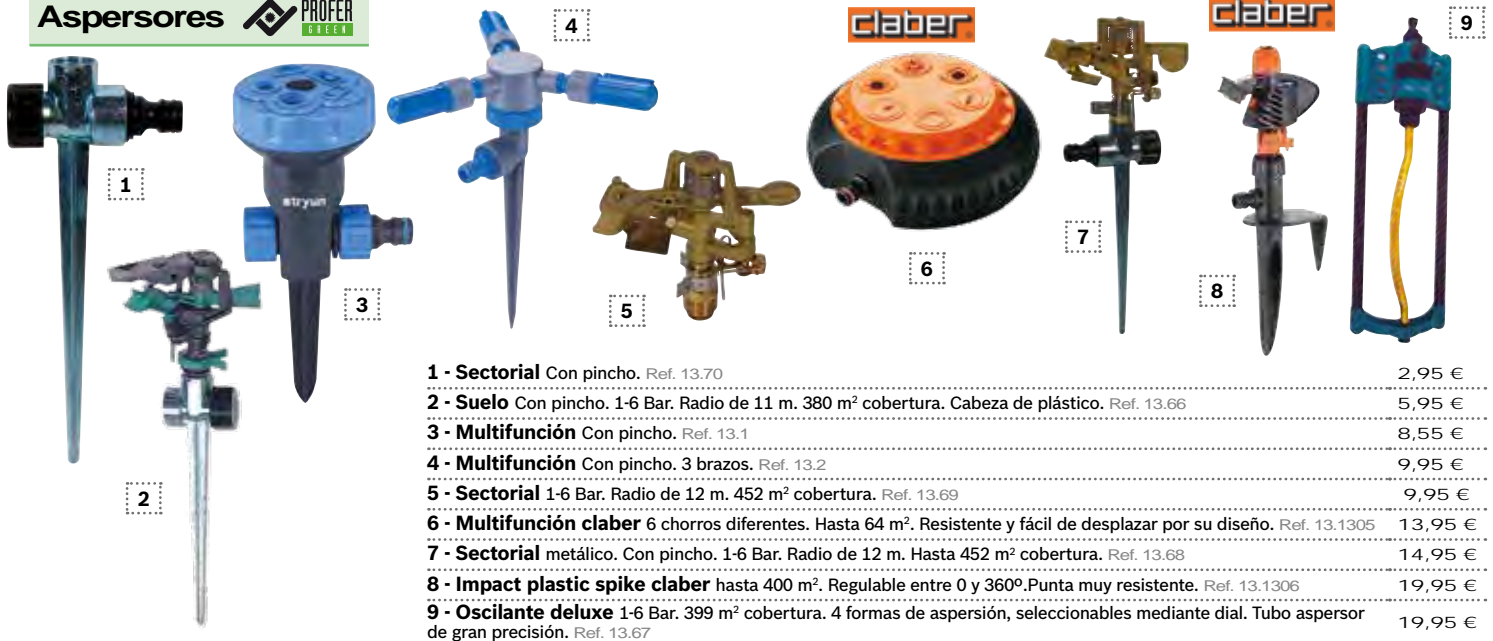 Aspersores PROFER
GREEN
claber
claber
4
9
1
stryun
3
5
6
7
8
2
1 - Sectorial Con pincho. Ref. 13.70 2,95 €
2 - Suelo Con pincho. 1-6 Bar. Radio de 11 m. 380 m² cobertura. Cabeza de plástico. Ref. 13.66 5,95 €
3 - Multifunción Con pincho. Ref. 13.1 8,55 €
4 - Multifunción Con pincho. 3 brazos. Ref. 13.2 9,95 €
5 - Sectorial 1-6 Bar. Radio de 12 m. 452 m² cobertura. Ref. 13.69 9,95 €
6 - Multifunción claber 6 chorros diferentes. Hasta 64 m². Resistente y fácil de desplazar por su diseño. Ref. 13.1305 13,95 €
7 - Sectorial metálico. Con pincho. 1-6 Bar. Radio de 12 m. Hasta 452 m² cobertura. Ref. 13.68 14,95 €
8 - Impact plastic spike claber hasta 400 m². Regulable entre 0 y 360º.Punta muy resistente. Ref. 13.1306 19,95 €
9 - Oscilante deluxe 1-6 Bar. 399 m² cobertura. 4 formas de aspersión, seleccionables mediante dial. Tubo aspersor
de gran precisión. Ref. 13.67 19,95 €